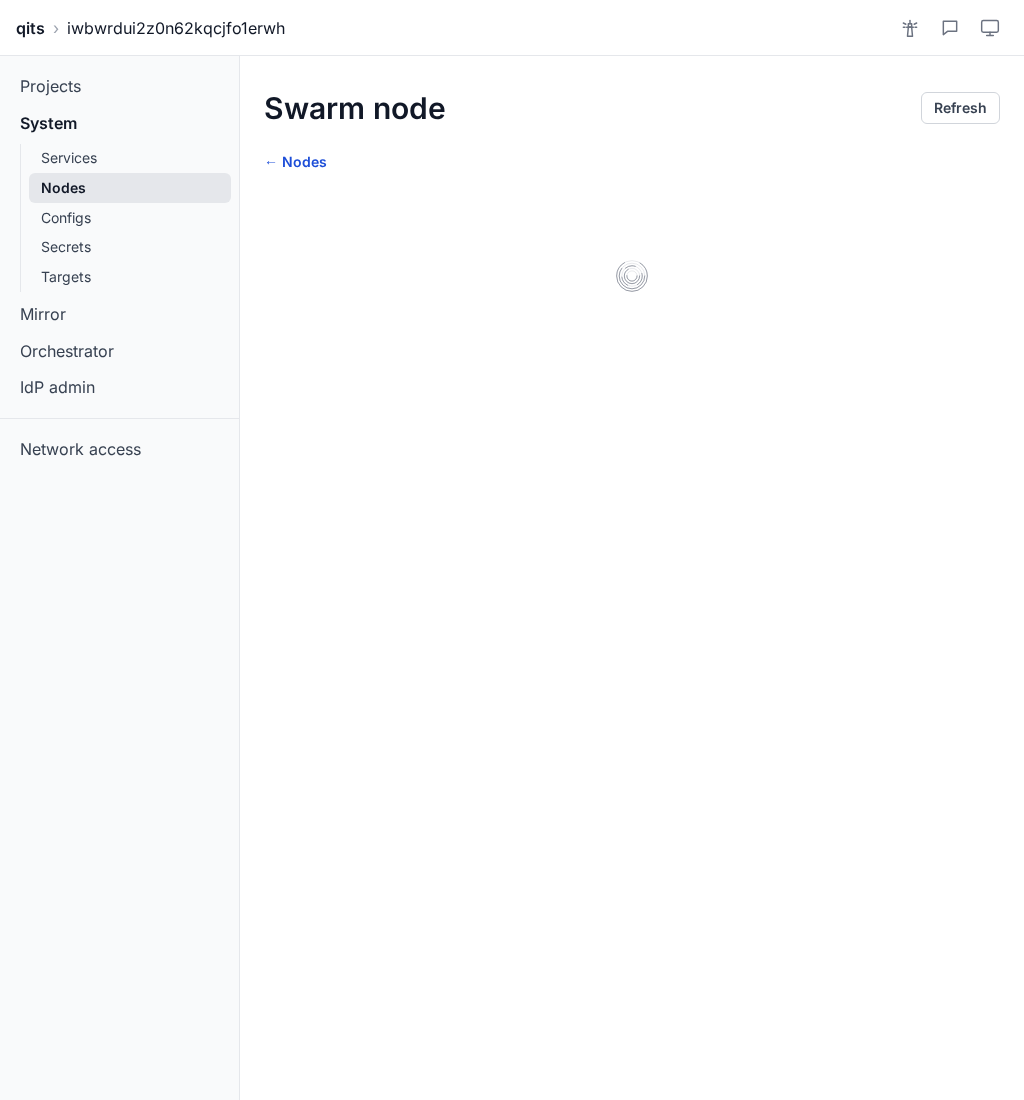 qits › iwbwrdui2z0n62kqcjfo1erwh
Projects
System
Services
Nodes
Configs
Secrets
Targets
Mirror
Orchestrator
IdP admin
Network access
Swarm node
Refresh
← Nodes